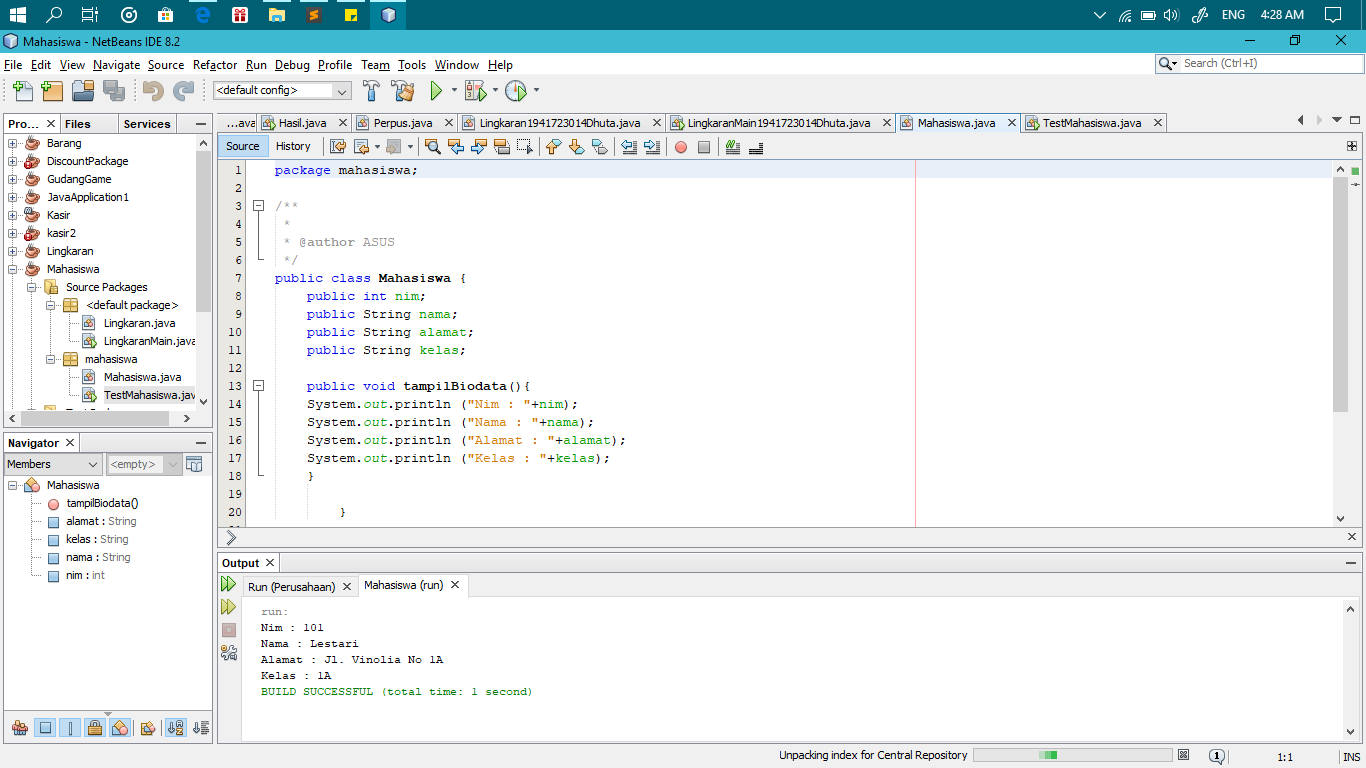 ENG 4:28 AM
Mahasiswa - NetBeans IDE 8.2
File Edit View Navigate Source Refactor Run Debug Profile Team Tools Window Help
Search (Ctrl+I)
<default config>
Pro... Files Services
...ava Hasil.java Perpus.java Lingkaran1941723014Dhuta.java LingkaranMain1941723014Dhuta.java Mahasiswa.java TestMahasiswa.java
Source History
Barang
DiscountPackage
GudangGame
JavaApplication1
Kasir
kasir2
Lingkaran
Mahasiswa
Source Packages
<default package>
Lingkaran.java
LingkaranMain.java
mahasiswa
Mahasiswa.java
TestMahasiswa.jav
1 package mahasiswa;
2
3 /**
4 *
5 * @author ASUS
6 */
7 public class Mahasiswa {
8 public int nim;
9 public String nama;
10 public String alamat;
11 public String kelas;
12
13 public void tampilBiodata(){
14 System.out.println ("Nim : "+nim);
15 System.out.println ("Nama : "+nama);
16 System.out.println ("Alamat : "+alamat);
17 System.out.println ("Kelas : "+kelas);
18 }
19
20 }
Navigator
Members <empty>
Mahasiswa
tampilBiodata()
alamat : String
kelas : String
nama : String
nim : int
Output
Run (Perusahaan) Mahasiswa (run)
run:
Nim : 101
Nama : Lestari
Alamat : Jl. Vinolia No 1A
Kelas : 1A
BUILD SUCCESSFUL (total time: 1 second)
Unpacking index for Central Repository 1 1:1 INS